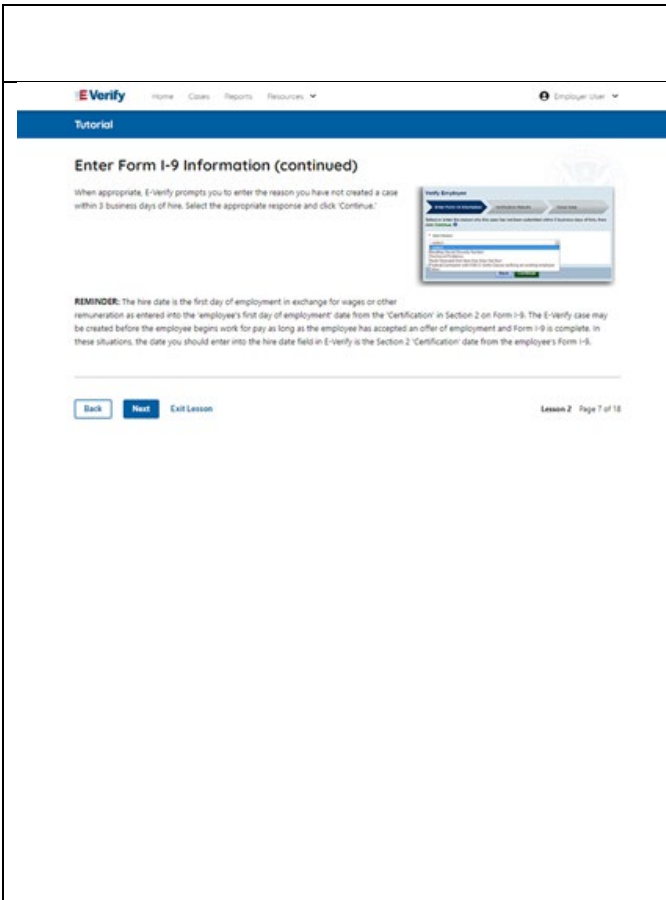 E-Verify Home Cases Reports Resources Employer User
Tutorial
Enter Form I-9 Information (continued)
When appropriate, E-Verify prompts you to enter the reason you have not created a case
within 3 business days of hire. Select the appropriate response and click 'Continue.'
Verify Employee
REMINDER: The hire date is the first day of employment in exchange for wages or other
remuneration as entered into the 'employee's first day of employment' date from the 'Certification' in Section 2 on Form I-9. The E-Verify case may
be created before the employee begins work for pay as long as the employee has accepted an offer of employment and Form I-9 is complete. In
these situations, the date you should enter into the hire date field in E-Verify is the Section 2 'Certification' date from the employee's Form I-9.
Back Next Exit Lesson Lesson 2 Page 7 of 18